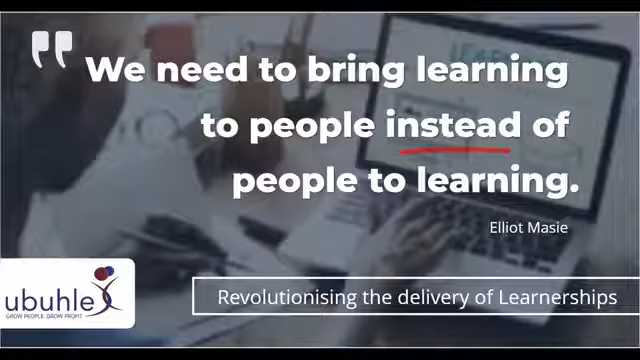 " We need to bring learning
to people instead of
people to learning.
Elliot Masie
ubuhle
GROW PEOPLE. GROW PROFIT
Revolutionising the delivery of Learnerships